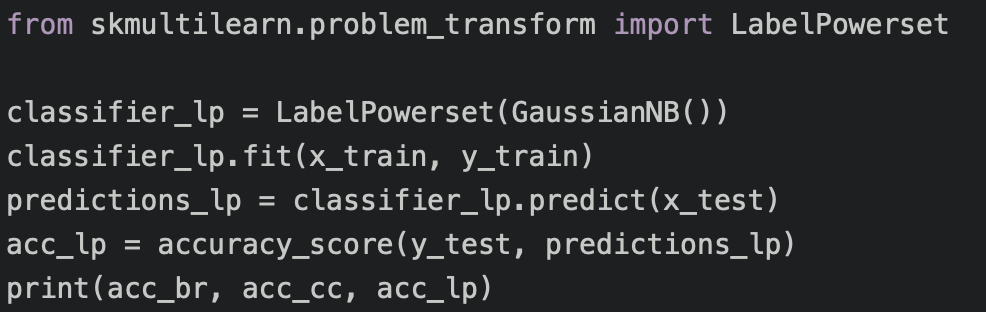 from skmultilearn.problem_transform import LabelPowerset
classifier_lp = LabelPowerset(GaussianNB())
classifier_lp.fit(x_train, y_train)
predictions_lp = classifier_lp.predict(x_test)
acc_lp = accuracy_score(y_test, predictions_lp)
print(acc_br, acc_cc, acc_lp)